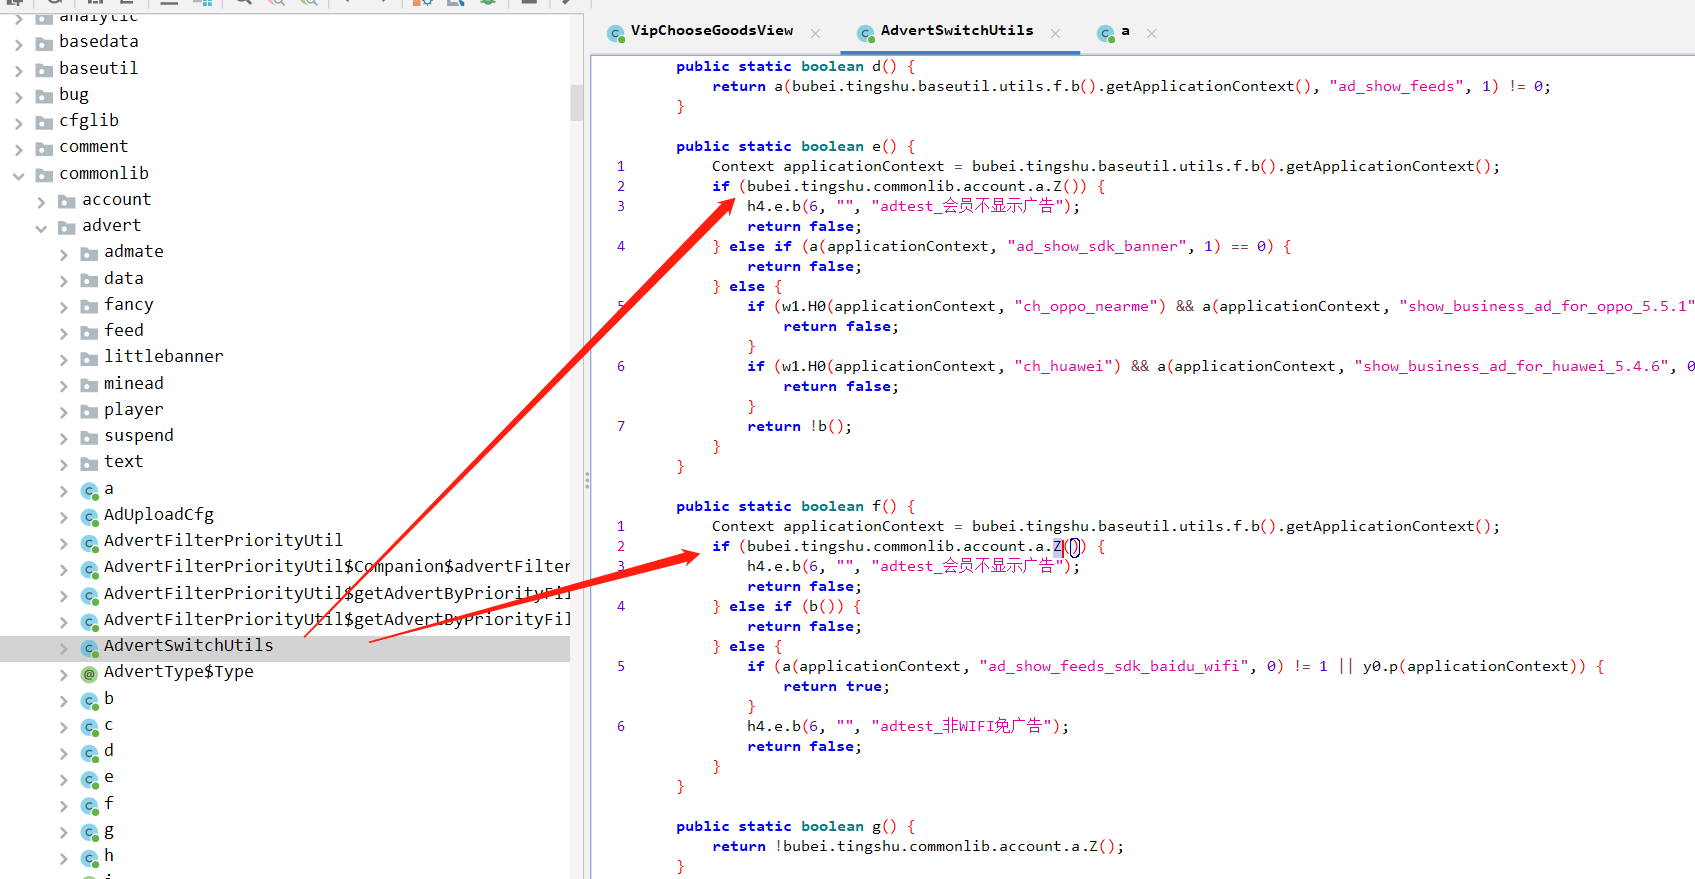 analytic
basedata
baseutil
bug
cfglib
comment
commonlib
account
advert
admate
data
fancy
feed
littlebanner
minead
player
suspend
text
a
AdUploadCfg
AdvertFilterPriorityUtil
AdvertFilterPriorityUtil$Companion$advertFilter
AdvertFilterPriorityUtil$getAdvertByPriorityFil
AdvertFilterPriorityUtil$getAdvertByPriorityFil
AdvertSwitchUtils
AdvertType$Type
b
c
d
e
f
g
h
VipChooseGoodsView
AdvertSwitchUtils
a
public static boolean d() {
return a(bubei.tingshu.baseutil.utils.f.b().getApplicationContext(), "ad_show_feeds", 1) != 0;
}
public static boolean e() {
1 Context applicationContext = bubei.tingshu.baseutil.utils.f.b().getApplicationContext();
2 if (bubei.tingshu.commonlib.account.a.Z()) {
3 h4.e.b(6, "", "adtest_会员不显示广告");
return false;
4 } else if (a(applicationContext, "ad_show_sdk_banner", 1) == 0) {
return false;
} else {
5 if (w1.H0(applicationContext, "ch_oppo_nearme") && a(applicationContext, "show_business_ad_for_oppo_5.5.1"
return false;
}
6 if (w1.H0(applicationContext, "ch_huawei") && a(applicationContext, "show_business_ad_for_huawei_5.4.6", 0
return false;
}
7 return !b();
}
}
public static boolean f() {
1 Context applicationContext = bubei.tingshu.baseutil.utils.f.b().getApplicationContext();
2 if (bubei.tingshu.commonlib.account.a.Z()) {
3 h4.e.b(6, "", "adtest_会员不显示广告");
return false;
4 } else if (b()) {
return false;
} else {
5 if (a(applicationContext, "ad_show_feeds_sdk_baidu_wifi", 0) != 1 || y0.p(applicationContext)) {
return true;
}
6 h4.e.b(6, "", "adtest_非WIFI免广告");
return false;
}
}
public static boolean g() {
return !bubei.tingshu.commonlib.account.a.Z();
}